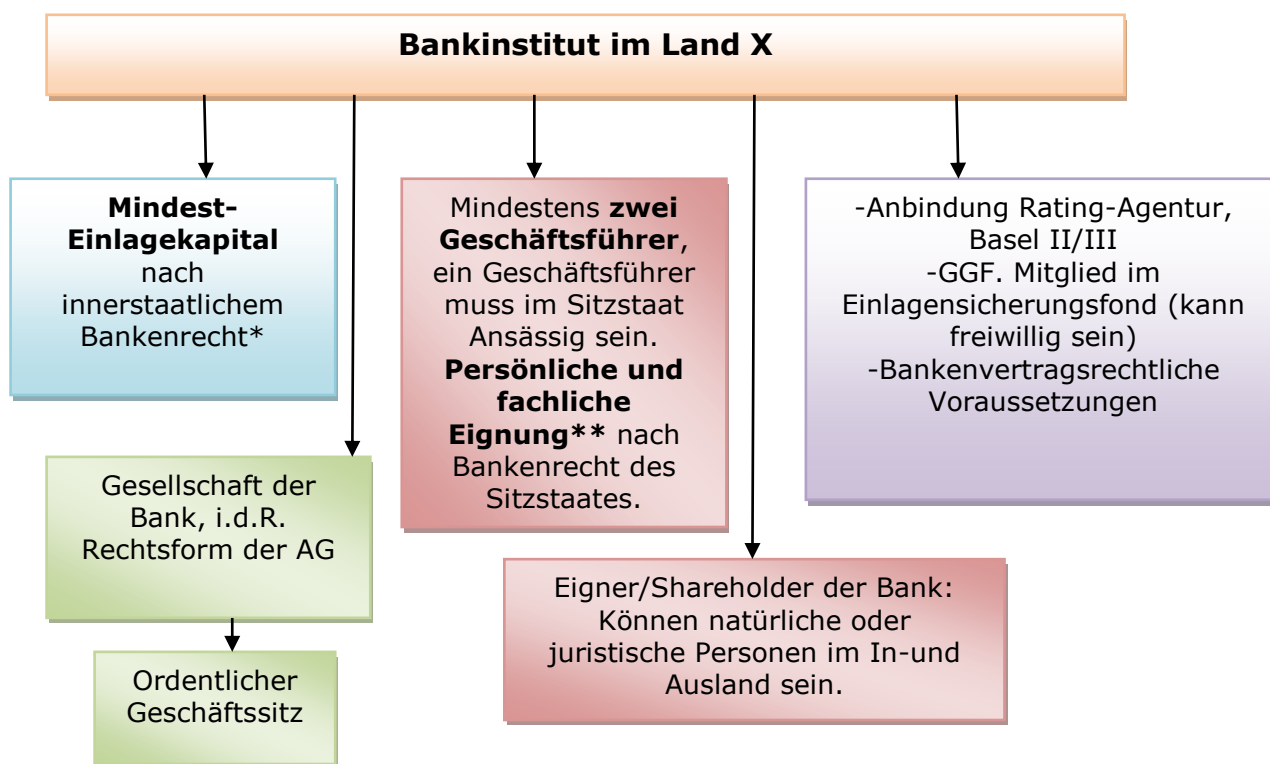 Bankinstitut im Land X
Mindest-
Einlagekapital
nach
innerstaatlichem
Bankenrecht*
Mindestens zwei
Geschäftsführer,
ein Geschäftsführer
muss im Sitzstaat
Ansässig sein.
Persönliche und
fachliche
Eignung** nach
Bankenrecht des
Sitzstaates.
-Anbindung Rating-Agentur,
Basel II/III
-GGF. Mitglied im
Einlagensicherungsfond (kann
freiwillig sein)
-Bankenvertragsrechtliche
Voraussetzungen
Gesellschaft der
Bank, i.d.R.
Rechtsform der AG
Eigner/Shareholder der Bank:
Können natürliche oder
juristische Personen im In-und
Ausland sein.
Ordentlicher
Geschäftssitz